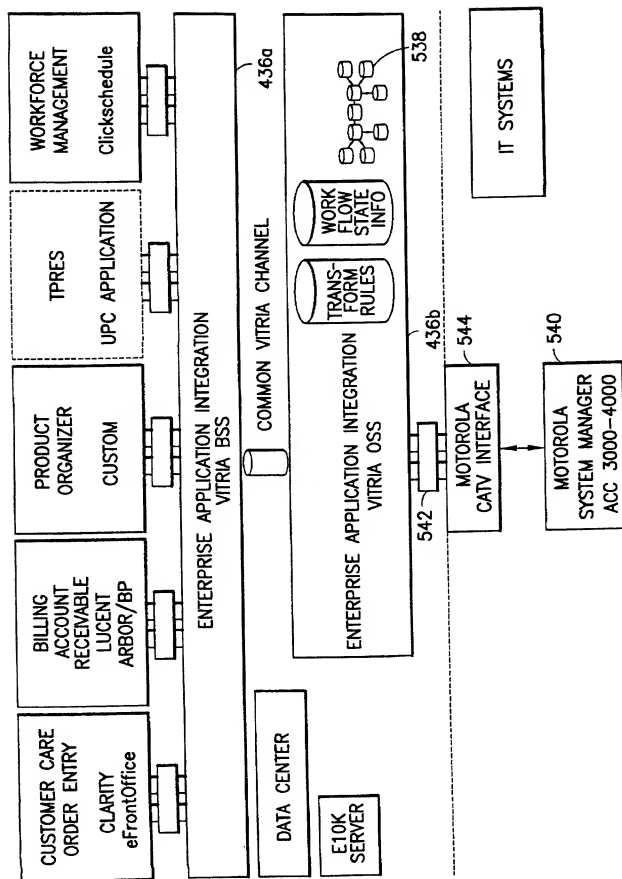 CUSTOMER CARE
ORDER ENTRY
CLARITY
eFrontOffice
BILLING
ACCOUNT
RECEIVABLE
LUCENT
ARBOR/BP
PRODUCT
ORGANIZER
CUSTOM
TPRES
UPC APPLICATION
WORKFORCE
MANAGEMENT
Clickschedule
ENTERPRISE APPLICATION INTEGRATION
VITRIA BSS
436a
COMMON VITRIA CHANNEL
DATA CENTER
E10K
SERVER
ENTERPRISE APPLICATION INTEGRATION
VITRIA OSS
TRANS-
FORM
RULES
WORK
FLOW
STATE
INFO
538
436b
542
MOTOROLA
CATV INTERFACE
544
MOTOROLA
SYSTEM MANAGER
ACC 3000-4000
540
IT SYSTEMS